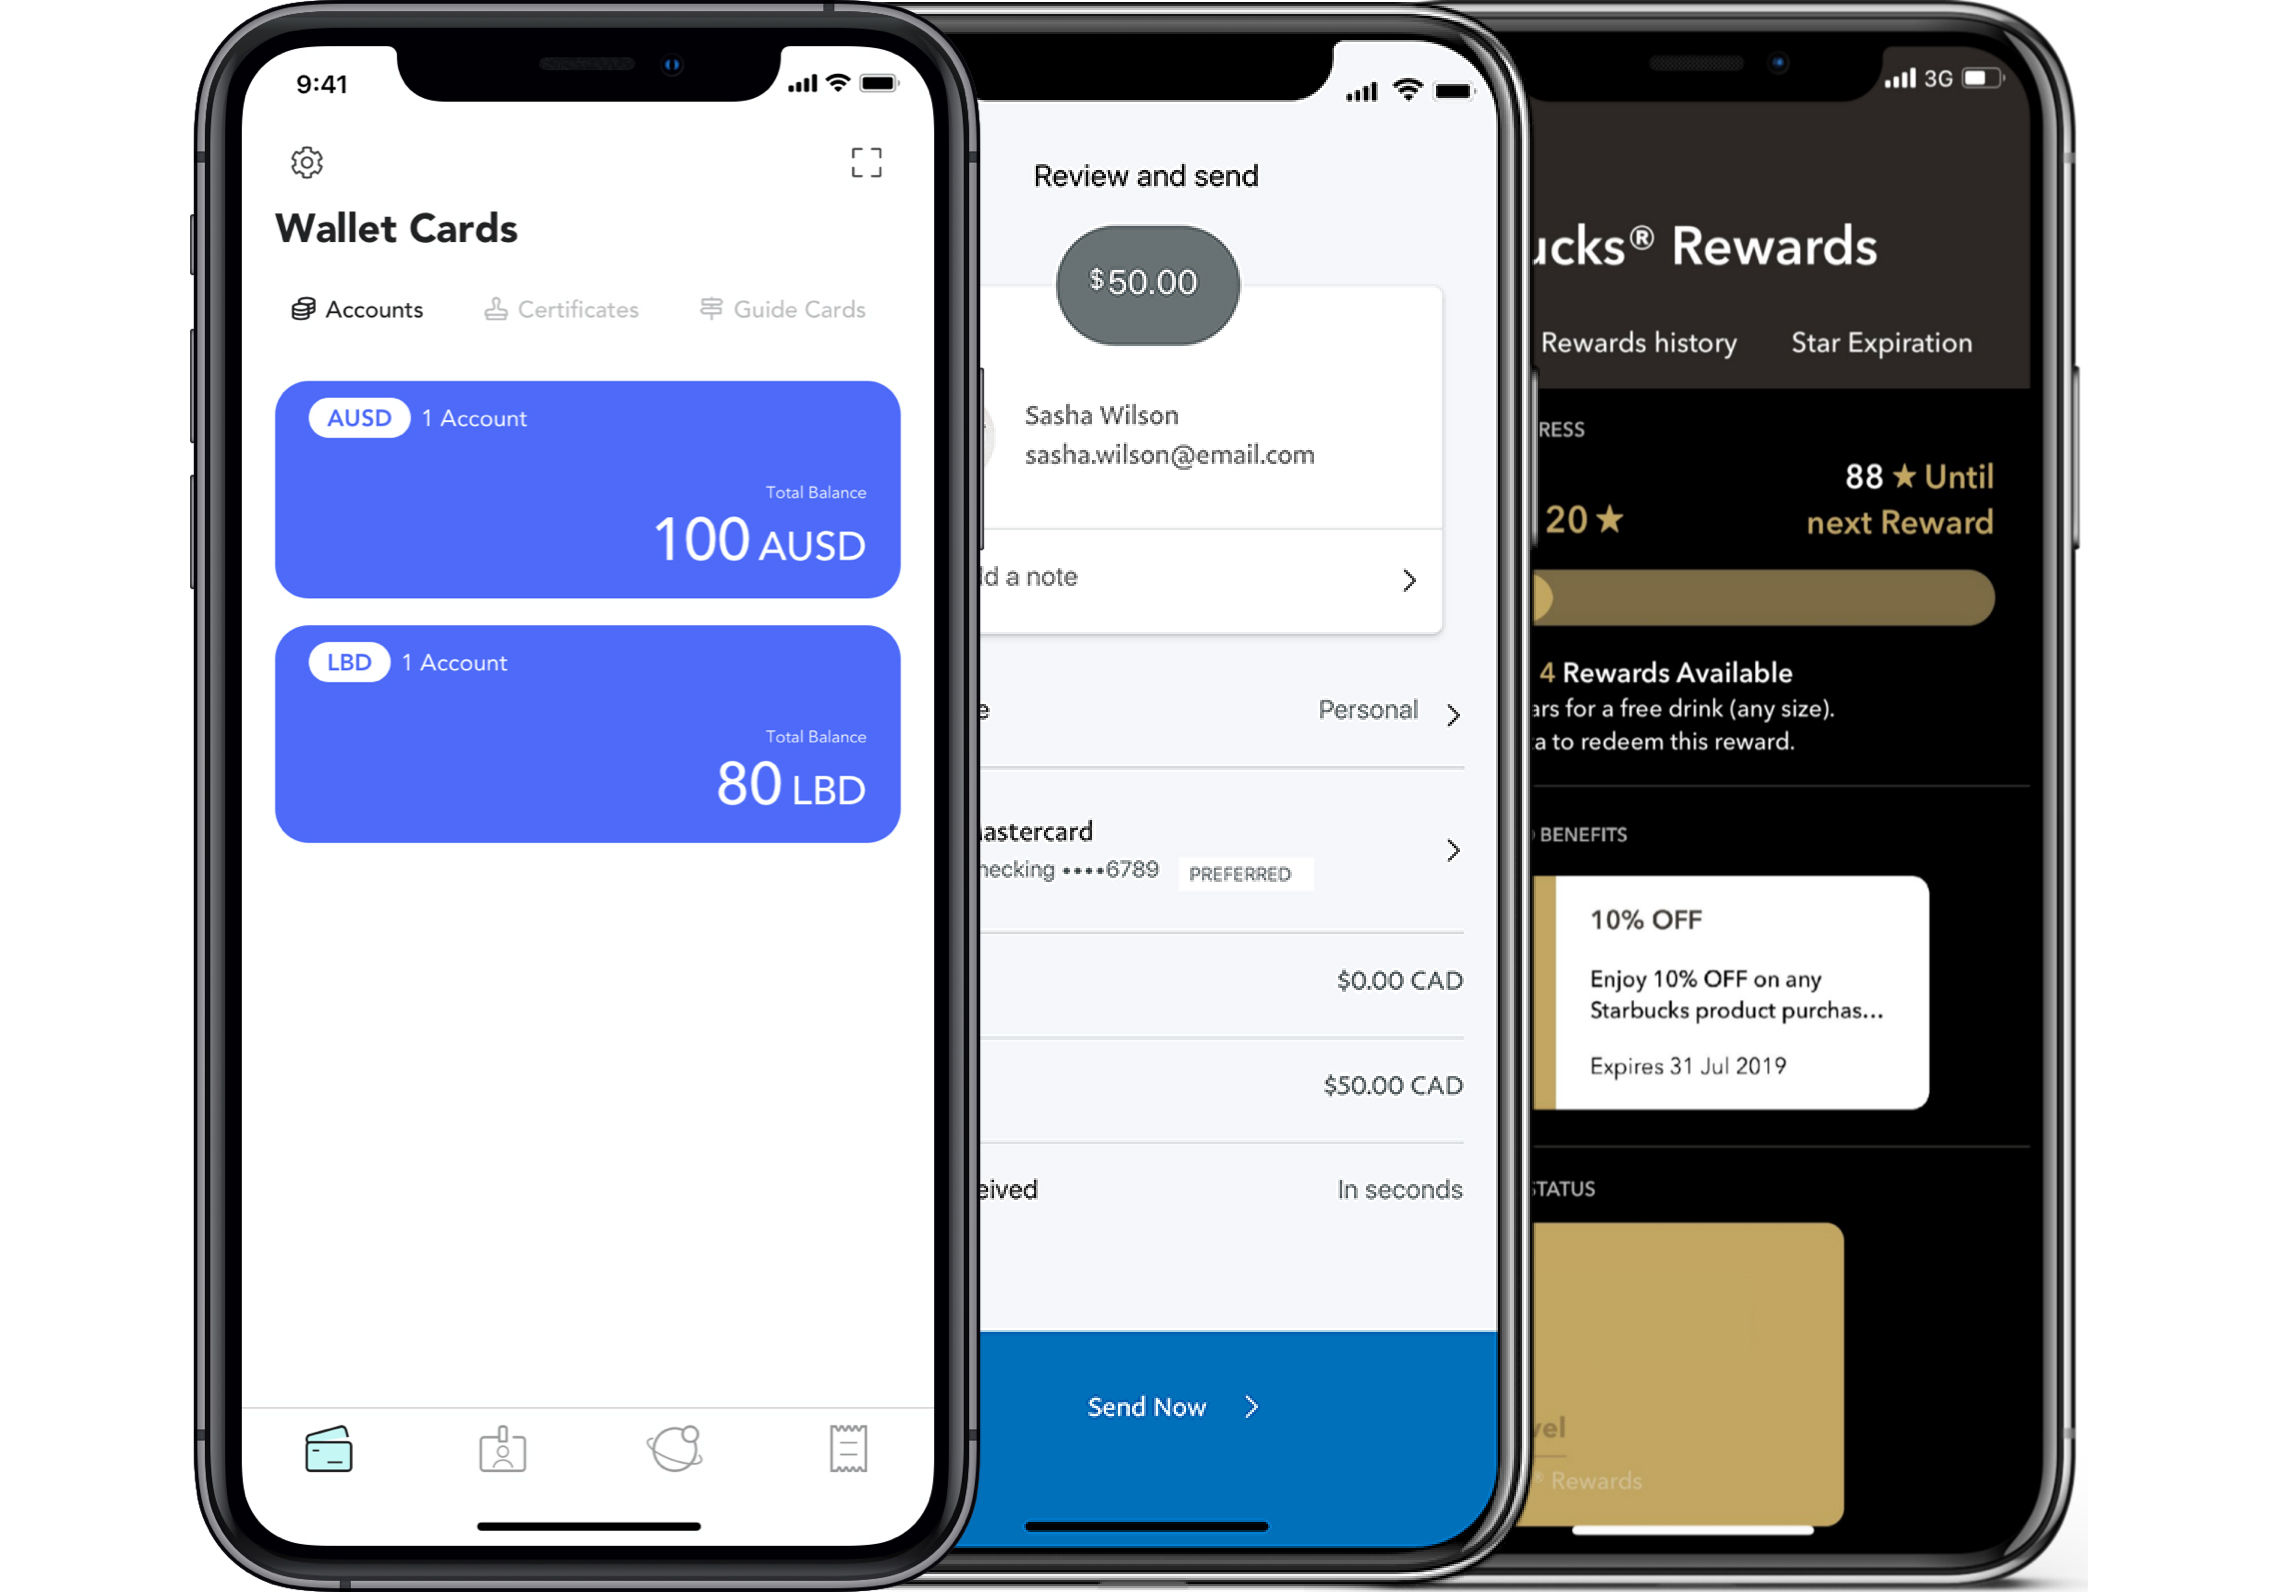 9:41
Wallet Cards
Accounts
Certificates
Guide Cards
AUSD 1 Account
Total Balance
100 AUSD
LBD 1 Account
Total Balance
80 LBD
Review and send
$50.00
Sasha Wilson
sasha.wilson@email.com
a note
Personal
astercard
hecking ••••6789 PREFERRED
$0.00 CAD
$50.00 CAD
eived In seconds
Send Now
3G
ucks® Rewards
Rewards history Star Expiration
RESS
88 ★ Until
20 ★ next Reward
4 Rewards Available
ars for a free drink (any size).
a to redeem this reward.
BENEFITS
10% OFF
Enjoy 10% OFF on any
Starbucks product purchas...
Expires 31 Jul 2019
TATUS
vel
® Rewards